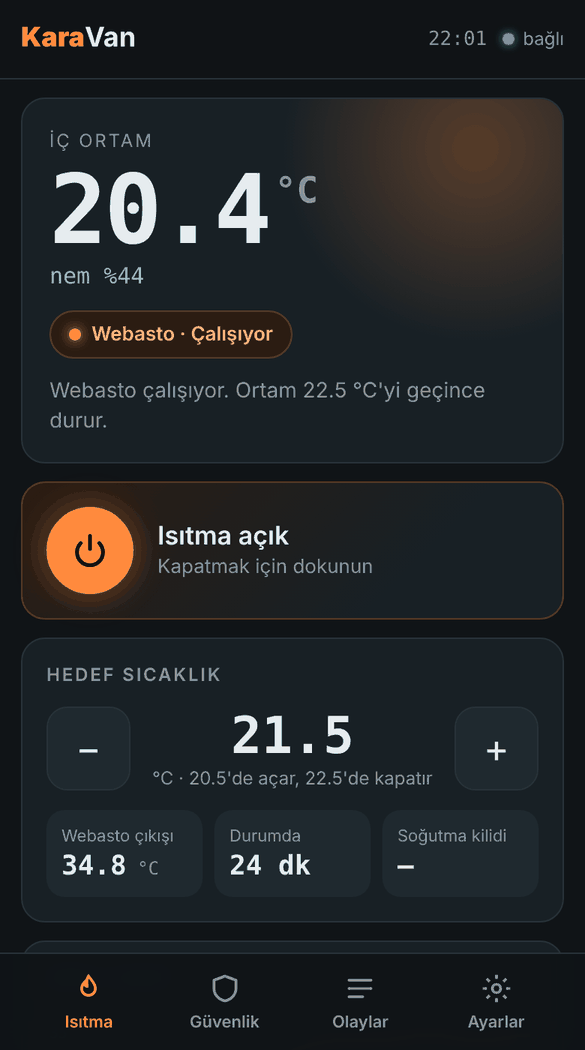 KaraVan
22:01 bağlı
İÇ ORTAM
20.4 °C
nem %44
Webasto · Çalışıyor
Webasto çalışıyor. Ortam 22.5 °C'yi geçince
durur.
Isıtma açık
Kapatmak için dokunun
HEDEF SICAKLIK
−
21.5
+
°C · 20.5'de açar, 22.5'de kapatır
Webasto çıkışı
34.8 °C
Durumda
24 dk
Soğutma kilidi
—
Isıtma
Güvenlik
Olaylar
Ayarlar